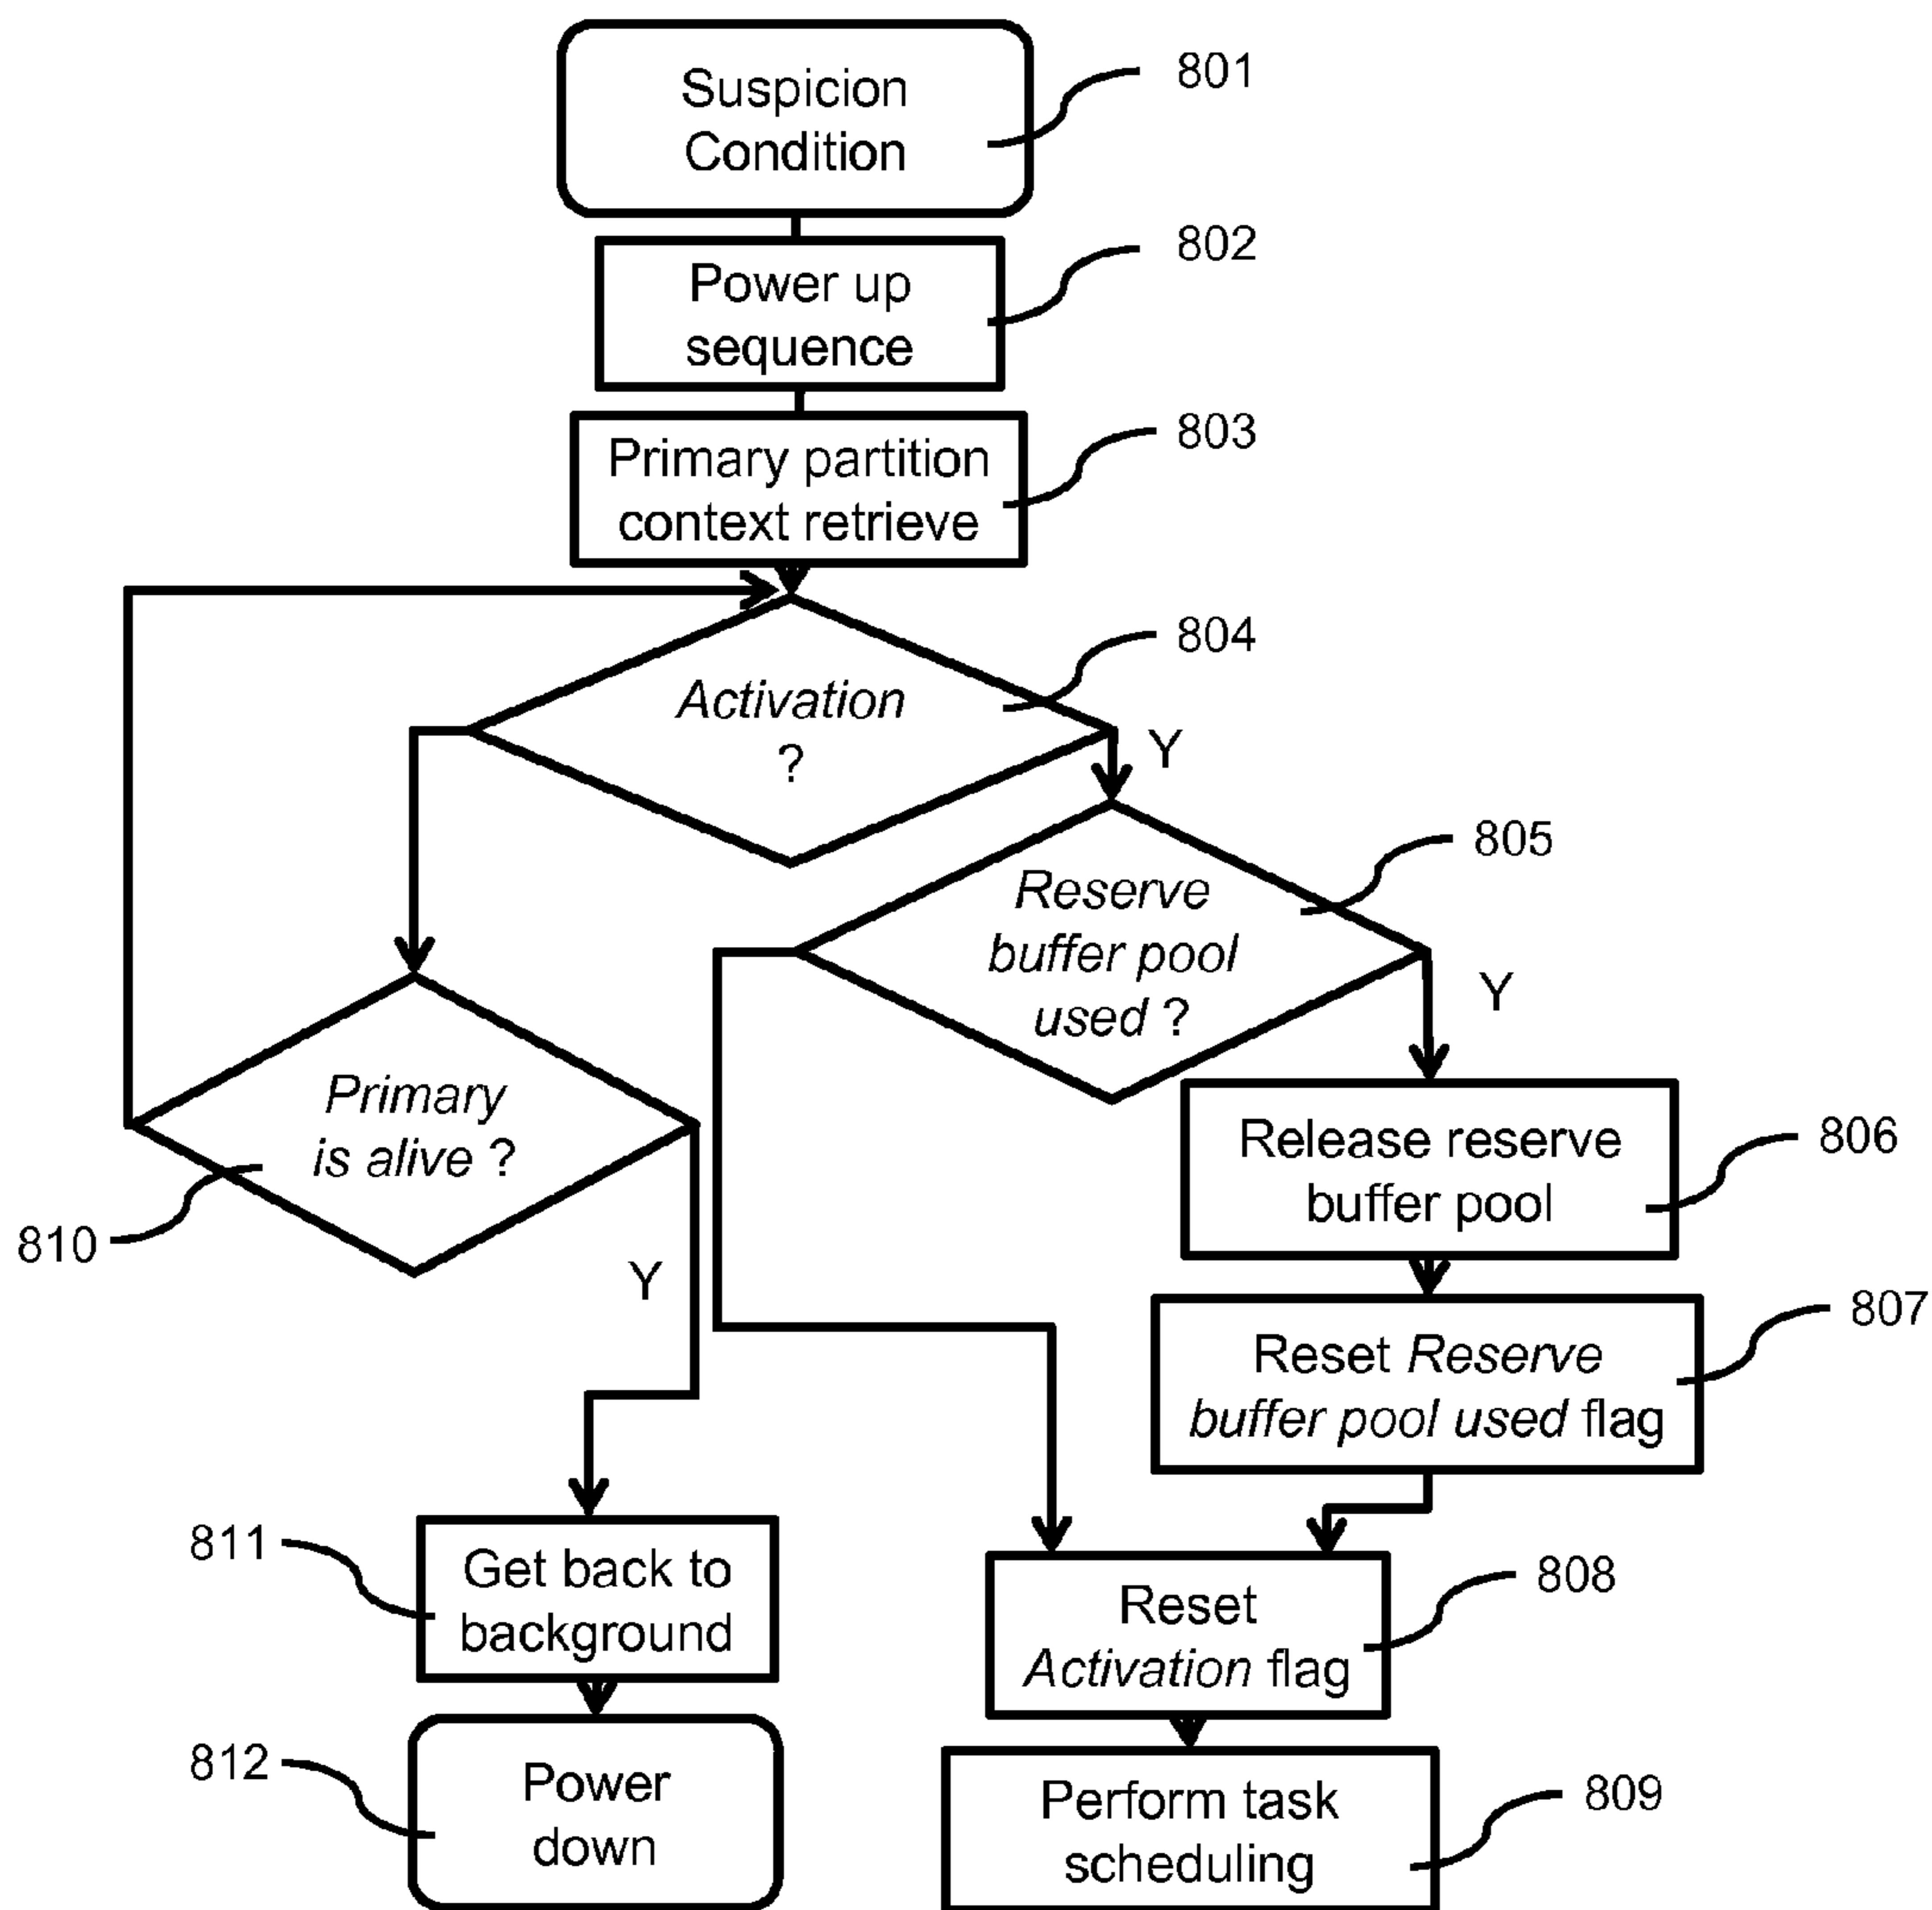 Suspicion
Condition
801
Power up
sequence
802
Primary partition
context retrieve
803
Activation
?
804
Y
Reserve
buffer pool
used ?
805
Y
Primary
is alive ?
810
Y
Release reserve
buffer pool
806
Reset Reserve
buffer pool used flag
807
811
Get back to
background
Reset
Activation flag
808
812
Power
down
Perform task
scheduling
809